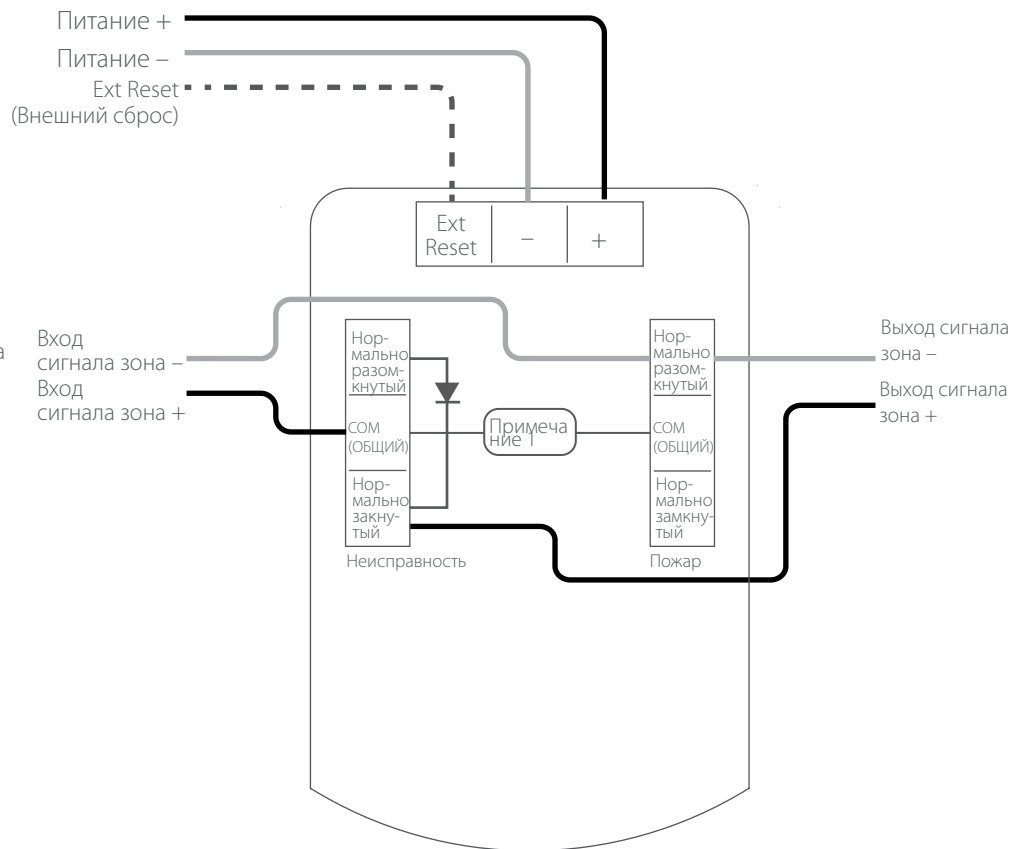 Питание +
Питание –
Ext Reset
(Внешний сброс)
Ext
Reset
–
+
а
Вход
сигнала зона –
Вход
сигнала зона +
Нор-
мально
разом-
кнутый
COM
(ОБЩИЙ)
Нор-
мально
закну-
тый
Неисправность
Примеча
ние 1
Нор-
мально
разом-
кнутый
COM
(ОБЩИЙ)
Нор-
мально
замкну-
тый
Пожар
Выход сигнала
зона –
Выход сигнала
зона +